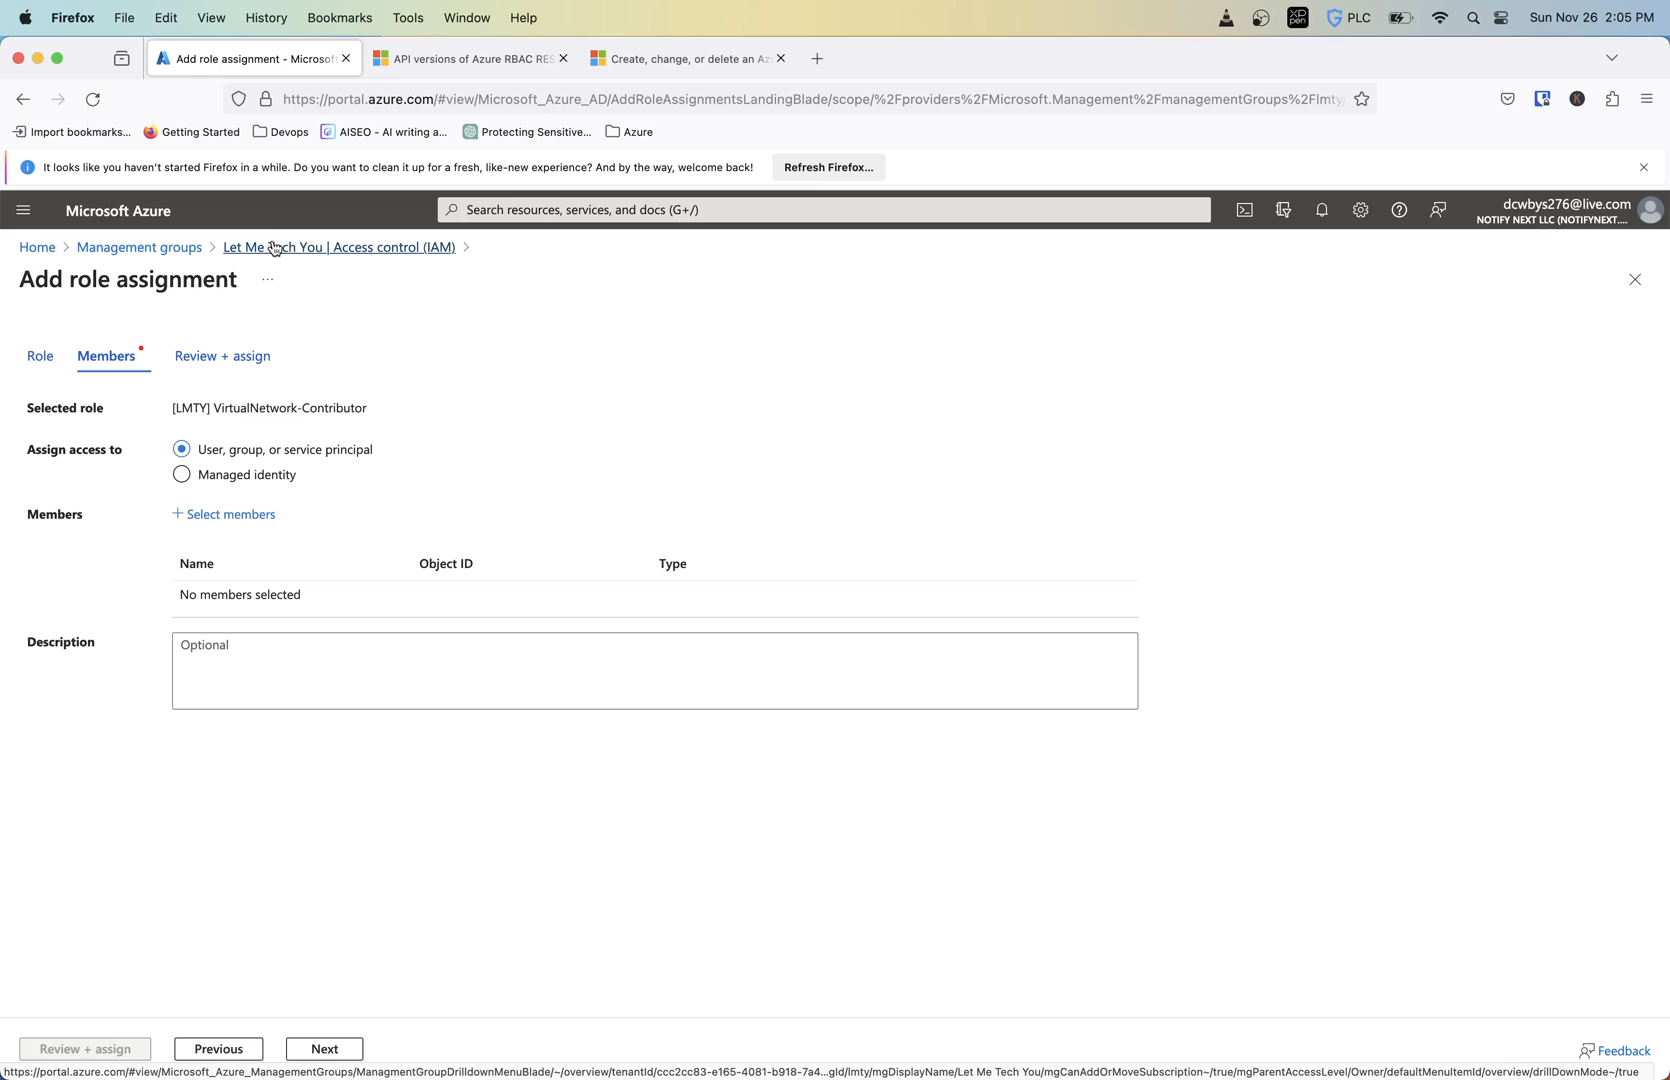 Firefox File Edit View History Bookmarks Tools Window Help
PLC
Sun Nov 26 2:05 PM
Add role assignment - Microsoft
API versions of Azure RBAC RES
Create, change, or delete an Az
https://portal.azure.com/#view/Microsoft_Azure_AD/AddRoleAssignmentsLandingBlade/scope/%2Fproviders%2FMicrosoft.Management%2FmanagementGroups%2Flmty
Import bookmarks...
Getting Started
Devops
AISEO - AI writing a...
Protecting Sensitive...
Azure
It looks like you haven't started Firefox in a while. Do you want to clean it up for a fresh, like-new experience? And by the way, welcome back!
Refresh Firefox...
Microsoft Azure
Search resources, services, and docs (G+/)
dcwbys276@live.com
NOTIFY NEXT LLC (NOTIFYNEXT....
Home > Management groups > Let Me Tech You | Access control (IAM) >
Add role assignment ...
Role
Members
Review + assign
Selected role
[LMTY] VirtualNetwork-Contributor
Assign access to
User, group, or service principal
Managed identity
Members
+ Select members
Name Object ID Type
No members selected
Description
Optional
Review + assign
Previous
Next
Feedback
https://portal.azure.com/#view/Microsoft_Azure_ManagementGroups/ManagmentGroupDrilldownMenuBlade/~/overview/tenantId/ccc2cc83-e165-4081-b918-7a4...gId/lmty/mgDisplayName/Let Me Tech You/mgCanAddOrMoveSubscription~/true/mgParentAccessLevel/Owner/defaultMenuItemId/overview/drillDownMode~/true